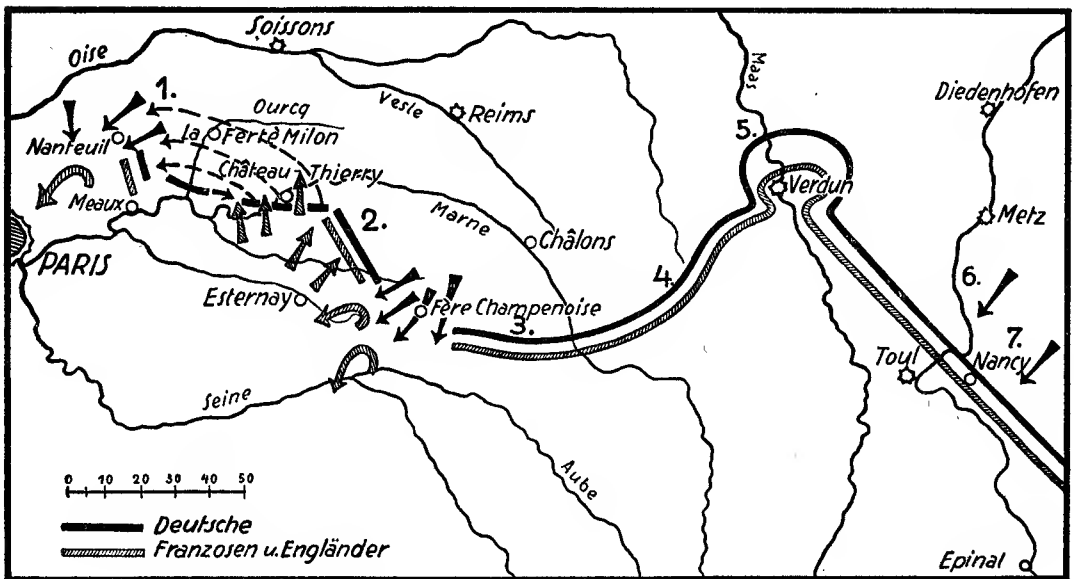 Soissons
Oise
Maas
Diedenhofen
1.
Ourcq
Vesle
Reims
5.
Nanteuil
La Fertè Milon
Château-Thierry
Verdun
Meaux
2.
Marne
Metz
PARIS
Châlons
4.
6.
Esternay
Fère Champenoise
3.
7.
Toul
Nancy
Seine
Aube
0 10 20 30 40 50
Deutsche
Franzosen u. Engländer
Epinal